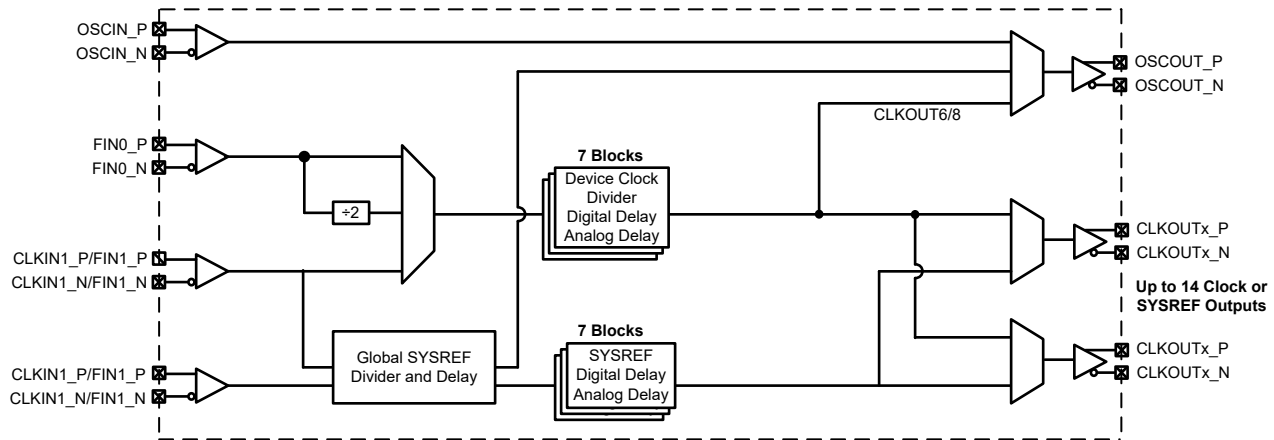 OSCIN_P
OSCIN_N
OSCOUT_P
OSCOUT_N
CLKOUT6/8
FIN0_P
FIN0_N
÷2
7 Blocks
Device Clock
Divider
Digital Delay
Analog Delay
CLKIN1_P/FIN1_P
CLKIN1_N/FIN1_N
CLKOUTx_P
CLKOUTx_N
Up to 14 Clock or
SYSREF Outputs
Global SYSREF
Divider and Delay
7 Blocks
SYSREF
Digital Delay
Analog Delay
CLKIN1_P/FIN1_P
CLKIN1_N/FIN1_N
CLKOUTx_P
CLKOUTx_N